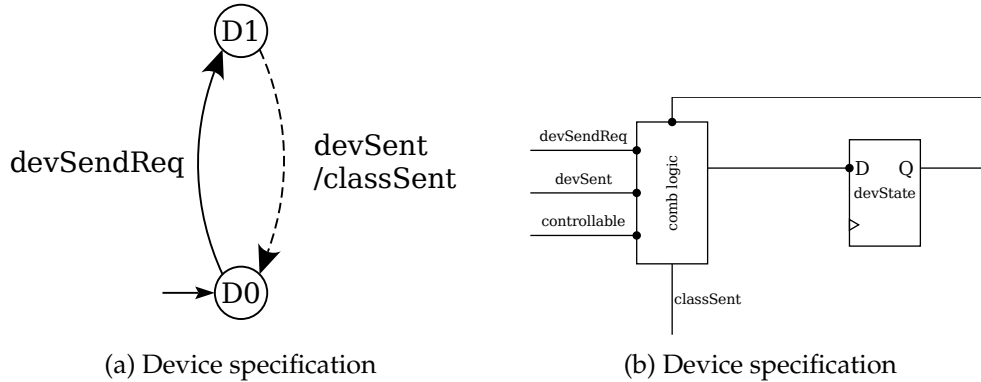 D1
devSendReq
devSent
/classSent
D0
(a) Device specification
devSendReq
devSent
controllable
comb logic
D Q
devState
classSent
(b) Device specification